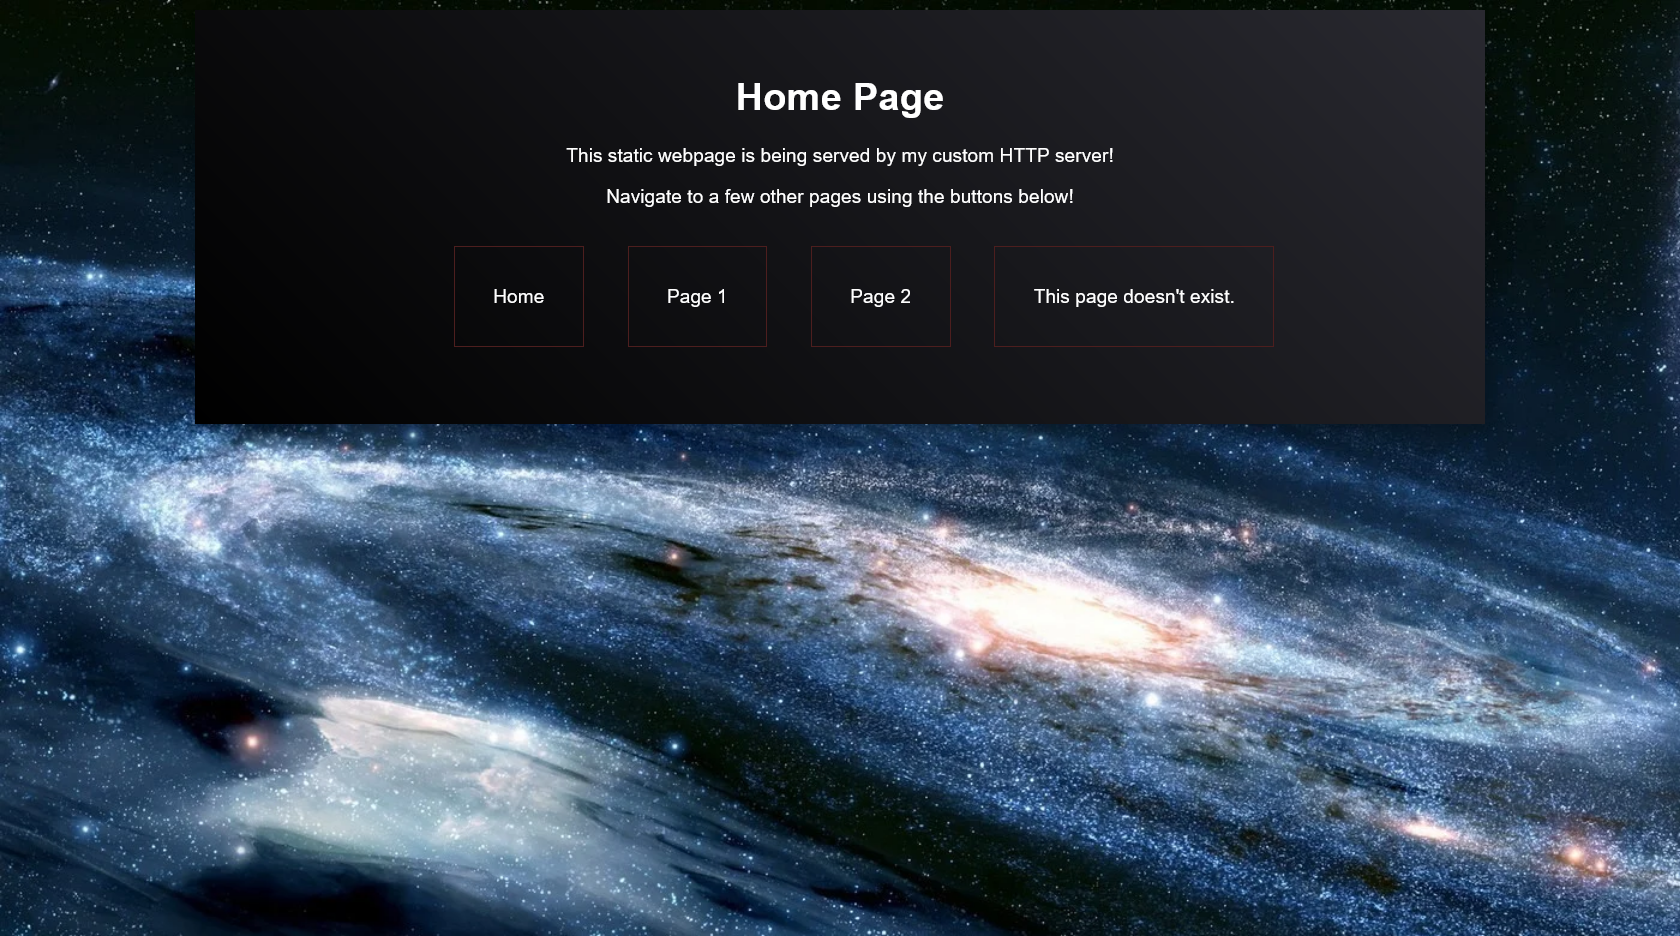 Home Page
This static webpage is being served by my custom HTTP server!
Navigate to a few other pages using the buttons below!
Home
Page 1
Page 2
This page doesn't exist.